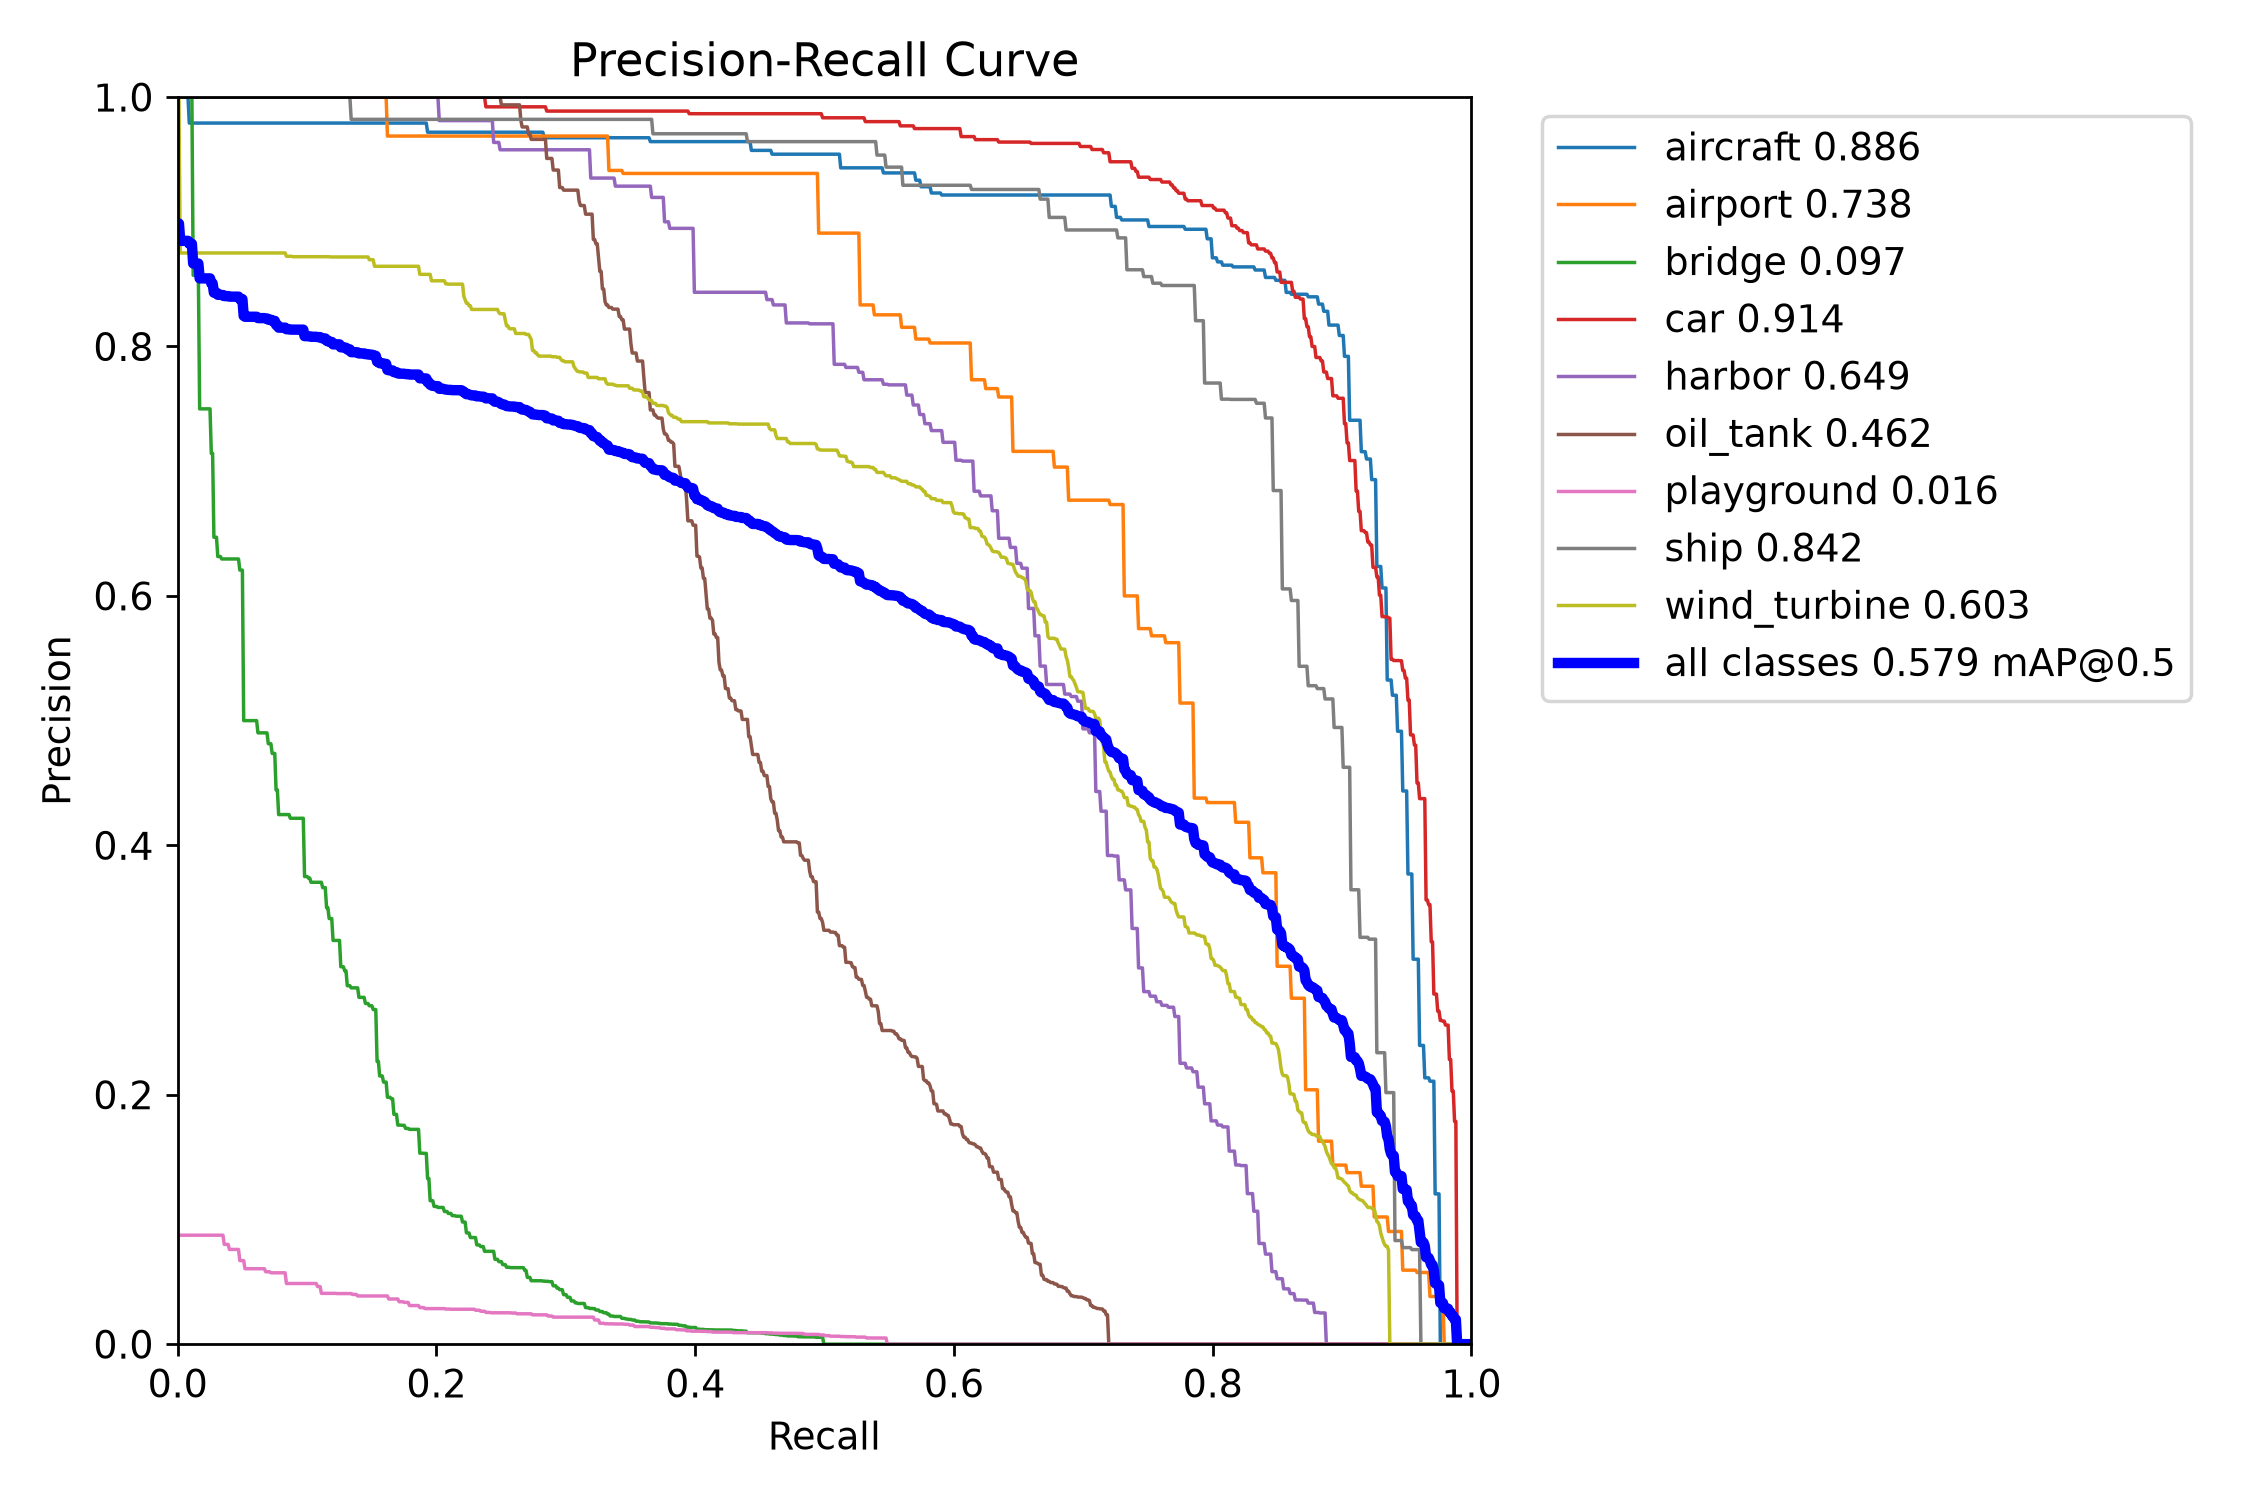 Precision-Recall Curve
1.0
0.8
0.6
0.4
0.2
0.0
Precision
0.0 0.2 0.4 0.6 0.8 1.0
Recall
aircraft 0.886
airport 0.738
bridge 0.097
car 0.914
harbor 0.649
oil_tank 0.462
playground 0.016
ship 0.842
wind_turbine 0.603
all classes 0.579 mAP@0.5